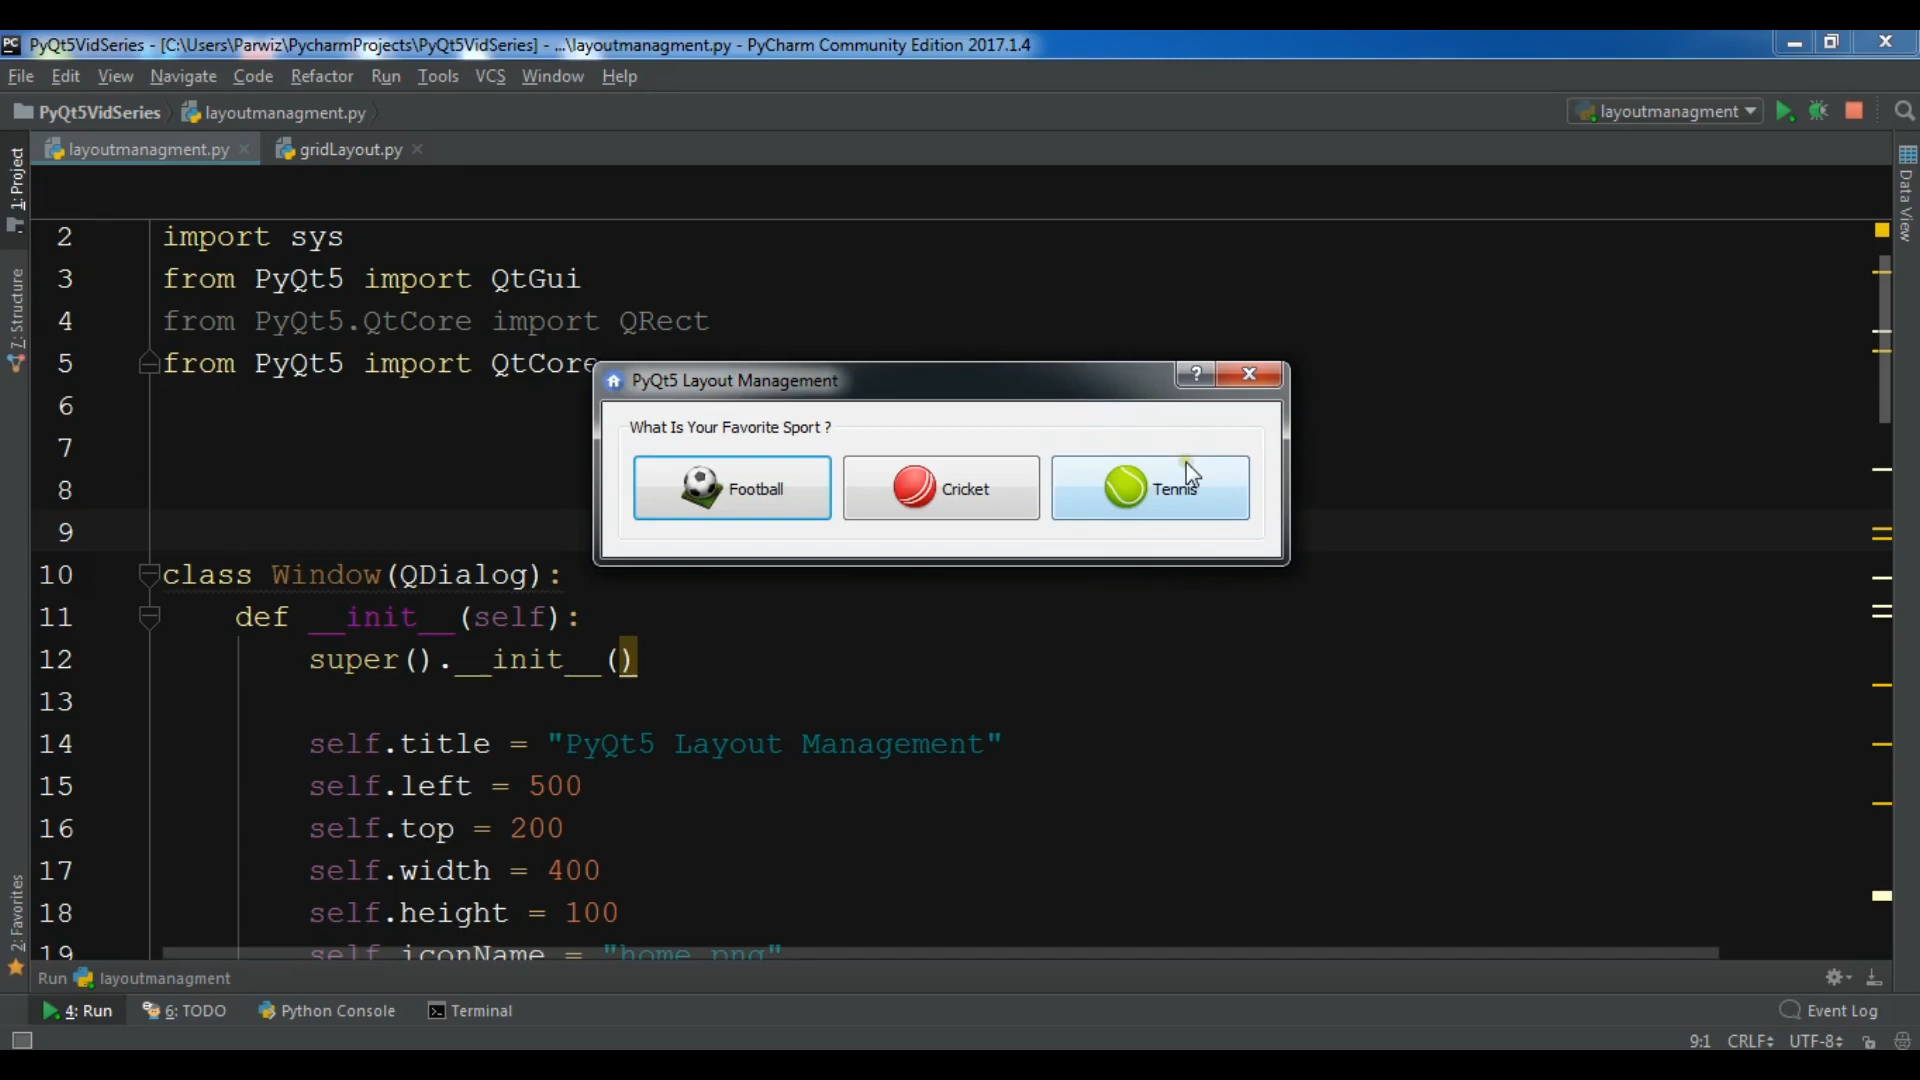 PyQt5VidSeries - [C:\Users\Parwiz\PycharmProjects\PyQt5VidSeries] - ...\layoutmanagment.py - PyCharm Community Edition 2017.1.4
File Edit View Navigate Code Refactor Run Tools VCS Window Help
PyQt5VidSeries layoutmanagment.py layoutmanagment
layoutmanagment.py gridLayout.py
1: Project
7: Structure
2: Favorites
Data View
2 import sys
3 from PyQt5 import QtGui
4 from PyQt5.QtCore import QRect
5 from PyQt5 import QtCore
6
7
8
9
10 class Window(QDialog):
11 def __init__(self):
12 super().__init__()
13
14 self.title = "PyQt5 Layout Management"
15 self.left = 500
16 self.top = 200
17 self.width = 400
18 self.height = 100
19 self.iconName = "home.png"
PyQt5 Layout Management
What Is Your Favorite Sport ?
Football Cricket Tennis
Run layoutmanagment
4: Run 6: TODO Python Console Terminal Event Log
9:1 CRLF UTF-8